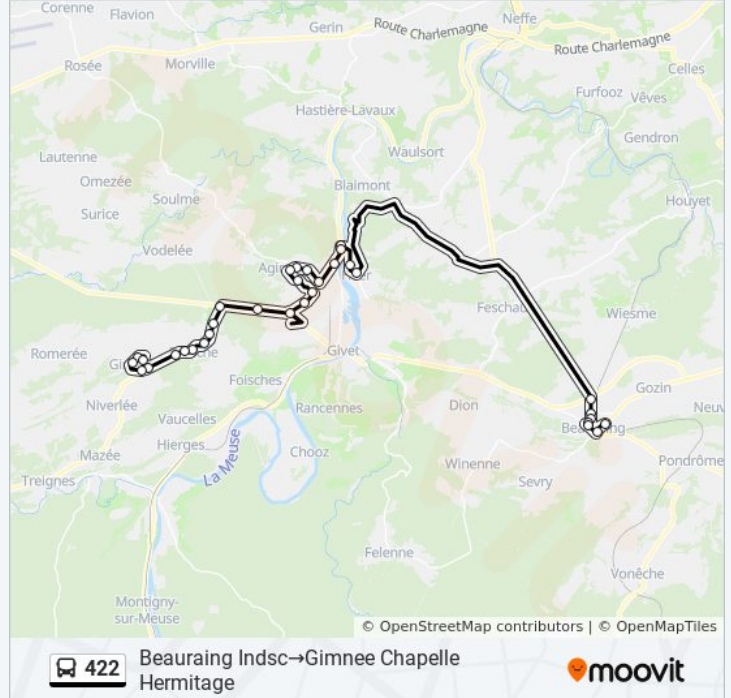 Corenne
Flavion
Gerin
Neffe
Route Charlemagne
Route Charlemagne
Rosée
Morville
Celles
Furfooz
Vêves
Hastière-Lavaux
Gendron
Lautenne
Waulsort
Omezée
Blaimont
Soulme
Surice
Houyet
Vodelée
Feschau
Wiesme
Romerée
Givet
Foisches
Gozin
Niverlée
Rancennes
Dion
Vaucelles
Hierges
Mazée
La Meuse
Chooz
Winenne
Pondrôme
Treignes
Sevry
Felenne
Vonêche
Montigny-
sur-Meuse
© OpenStreetMap contributors | © OpenMapTiles
422
Beauraing Indsc→Gimnee Chapelle
Hermitage
moovit